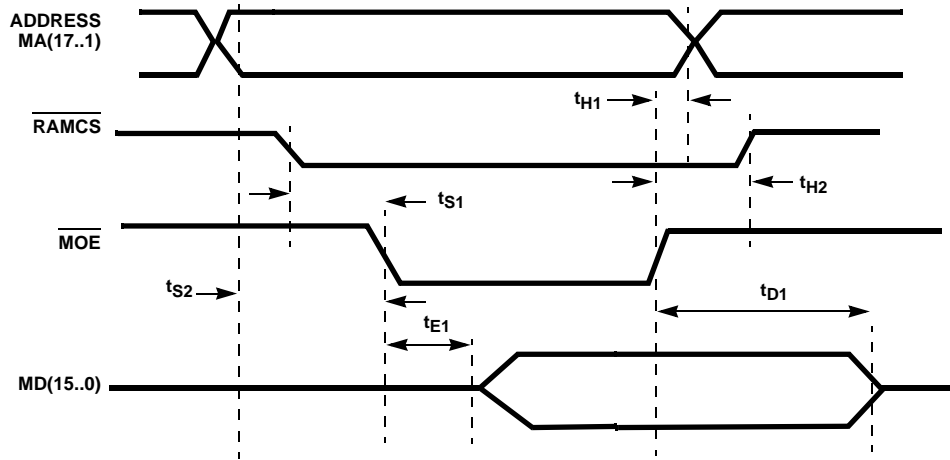 ADDRESS
MA(17..1)
tH1
RAMCS
tH2
tS1
MOE
tS2
tD1
tE1
MD(15..0)